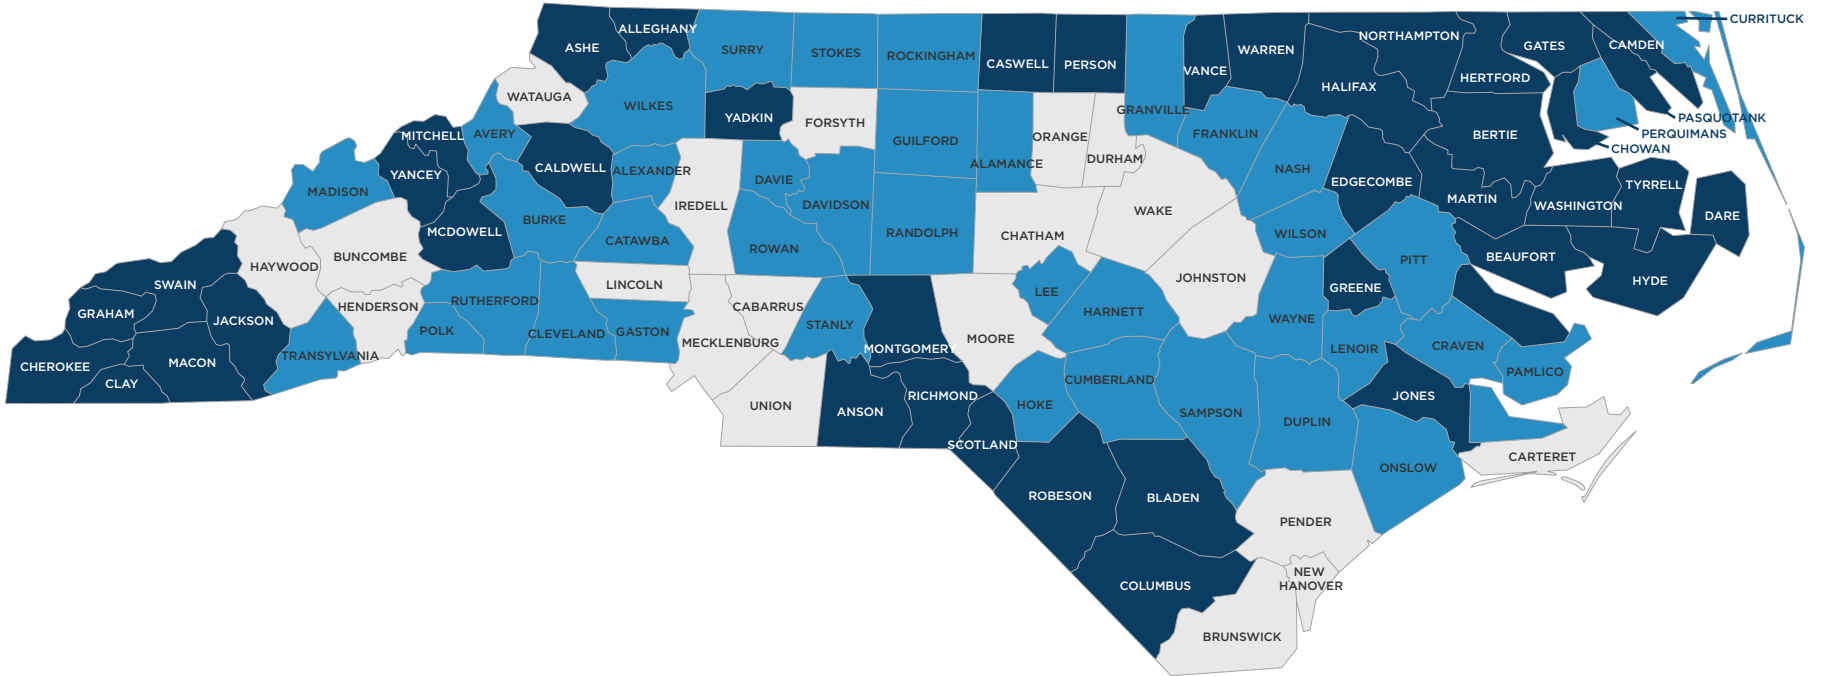 CURRITUCK
ALLEGHANY
ASHE
SURRY
STOKES
ROCKINGHAM
CASWELL
PERSON
VANCE
WARREN
NORTHAMPTON
GATES
CAMDEN
HERTFORD
HALIFAX
WATAUGA
WILKES
YADKIN
FORSYTH
GRANVILLE
PASQUOTANK
PERQUIMANS
CHOWAN
MITCHELL
AVERY
GUILFORD
ORANGE
FRANKLIN
BERTIE
YANCEY
CALDWELL
ALEXANDER
DAVIE
ALAMANCE
DURHAM
NASH
EDGECOMBE
TYRRELL
MADISON
IREDELL
DAVIDSON
WAKE
MARTIN
WASHINGTON
DARE
BURKE
MCDOWELL
CATAWBA
ROWAN
RANDOLPH
CHATHAM
WILSON
BUNCOMBE
HAYWOOD
PITT
BEAUFORT
SWAIN
LINCOLN
JOHNSTON
GREENE
HYDE
HENDERSON
RUTHERFORD
CABARRUS
LEE
GRAHAM
JACKSON
POLK
CLEVELAND
GASTON
STANLY
HARNETT
WAYNE
MECKLENBURG
MOORE
MONTGOMERY
LENOIR
CRAVEN
TRANSYLVANIA
CHEROKEE
MACON
PAMLICO
CLAY
CUMBERLAND
RICHMOND
JONES
UNION
ANSON
HOKE
SAMPSON
DUPLIN
SCOTLAND
ONSLOW
CARTERET
ROBESON
BLADEN
PENDER
COLUMBUS
NEW
HANOVER
BRUNSWICK